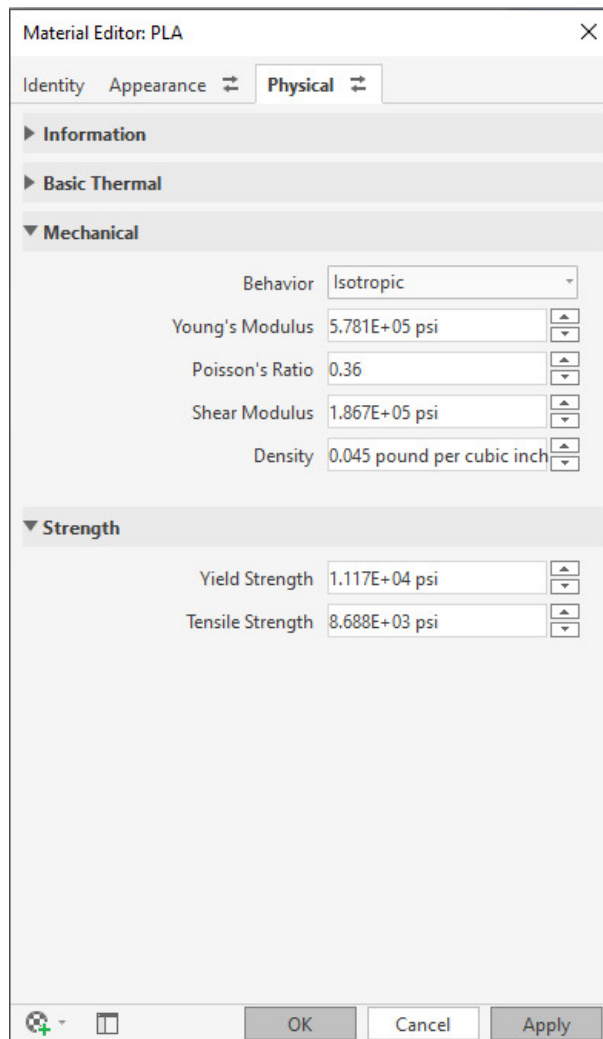 Material Editor: PLA
Identity Appearance Physical
Information
Basic Thermal
Mechanical
Behavior Isotropic
Young's Modulus 5.781E+05 psi
Poisson's Ratio 0.36
Shear Modulus 1.867E+05 psi
Density 0.045 pound per cubic inch
Strength
Yield Strength 1.117E+04 psi
Tensile Strength 8.688E+03 psi
OK Cancel Apply